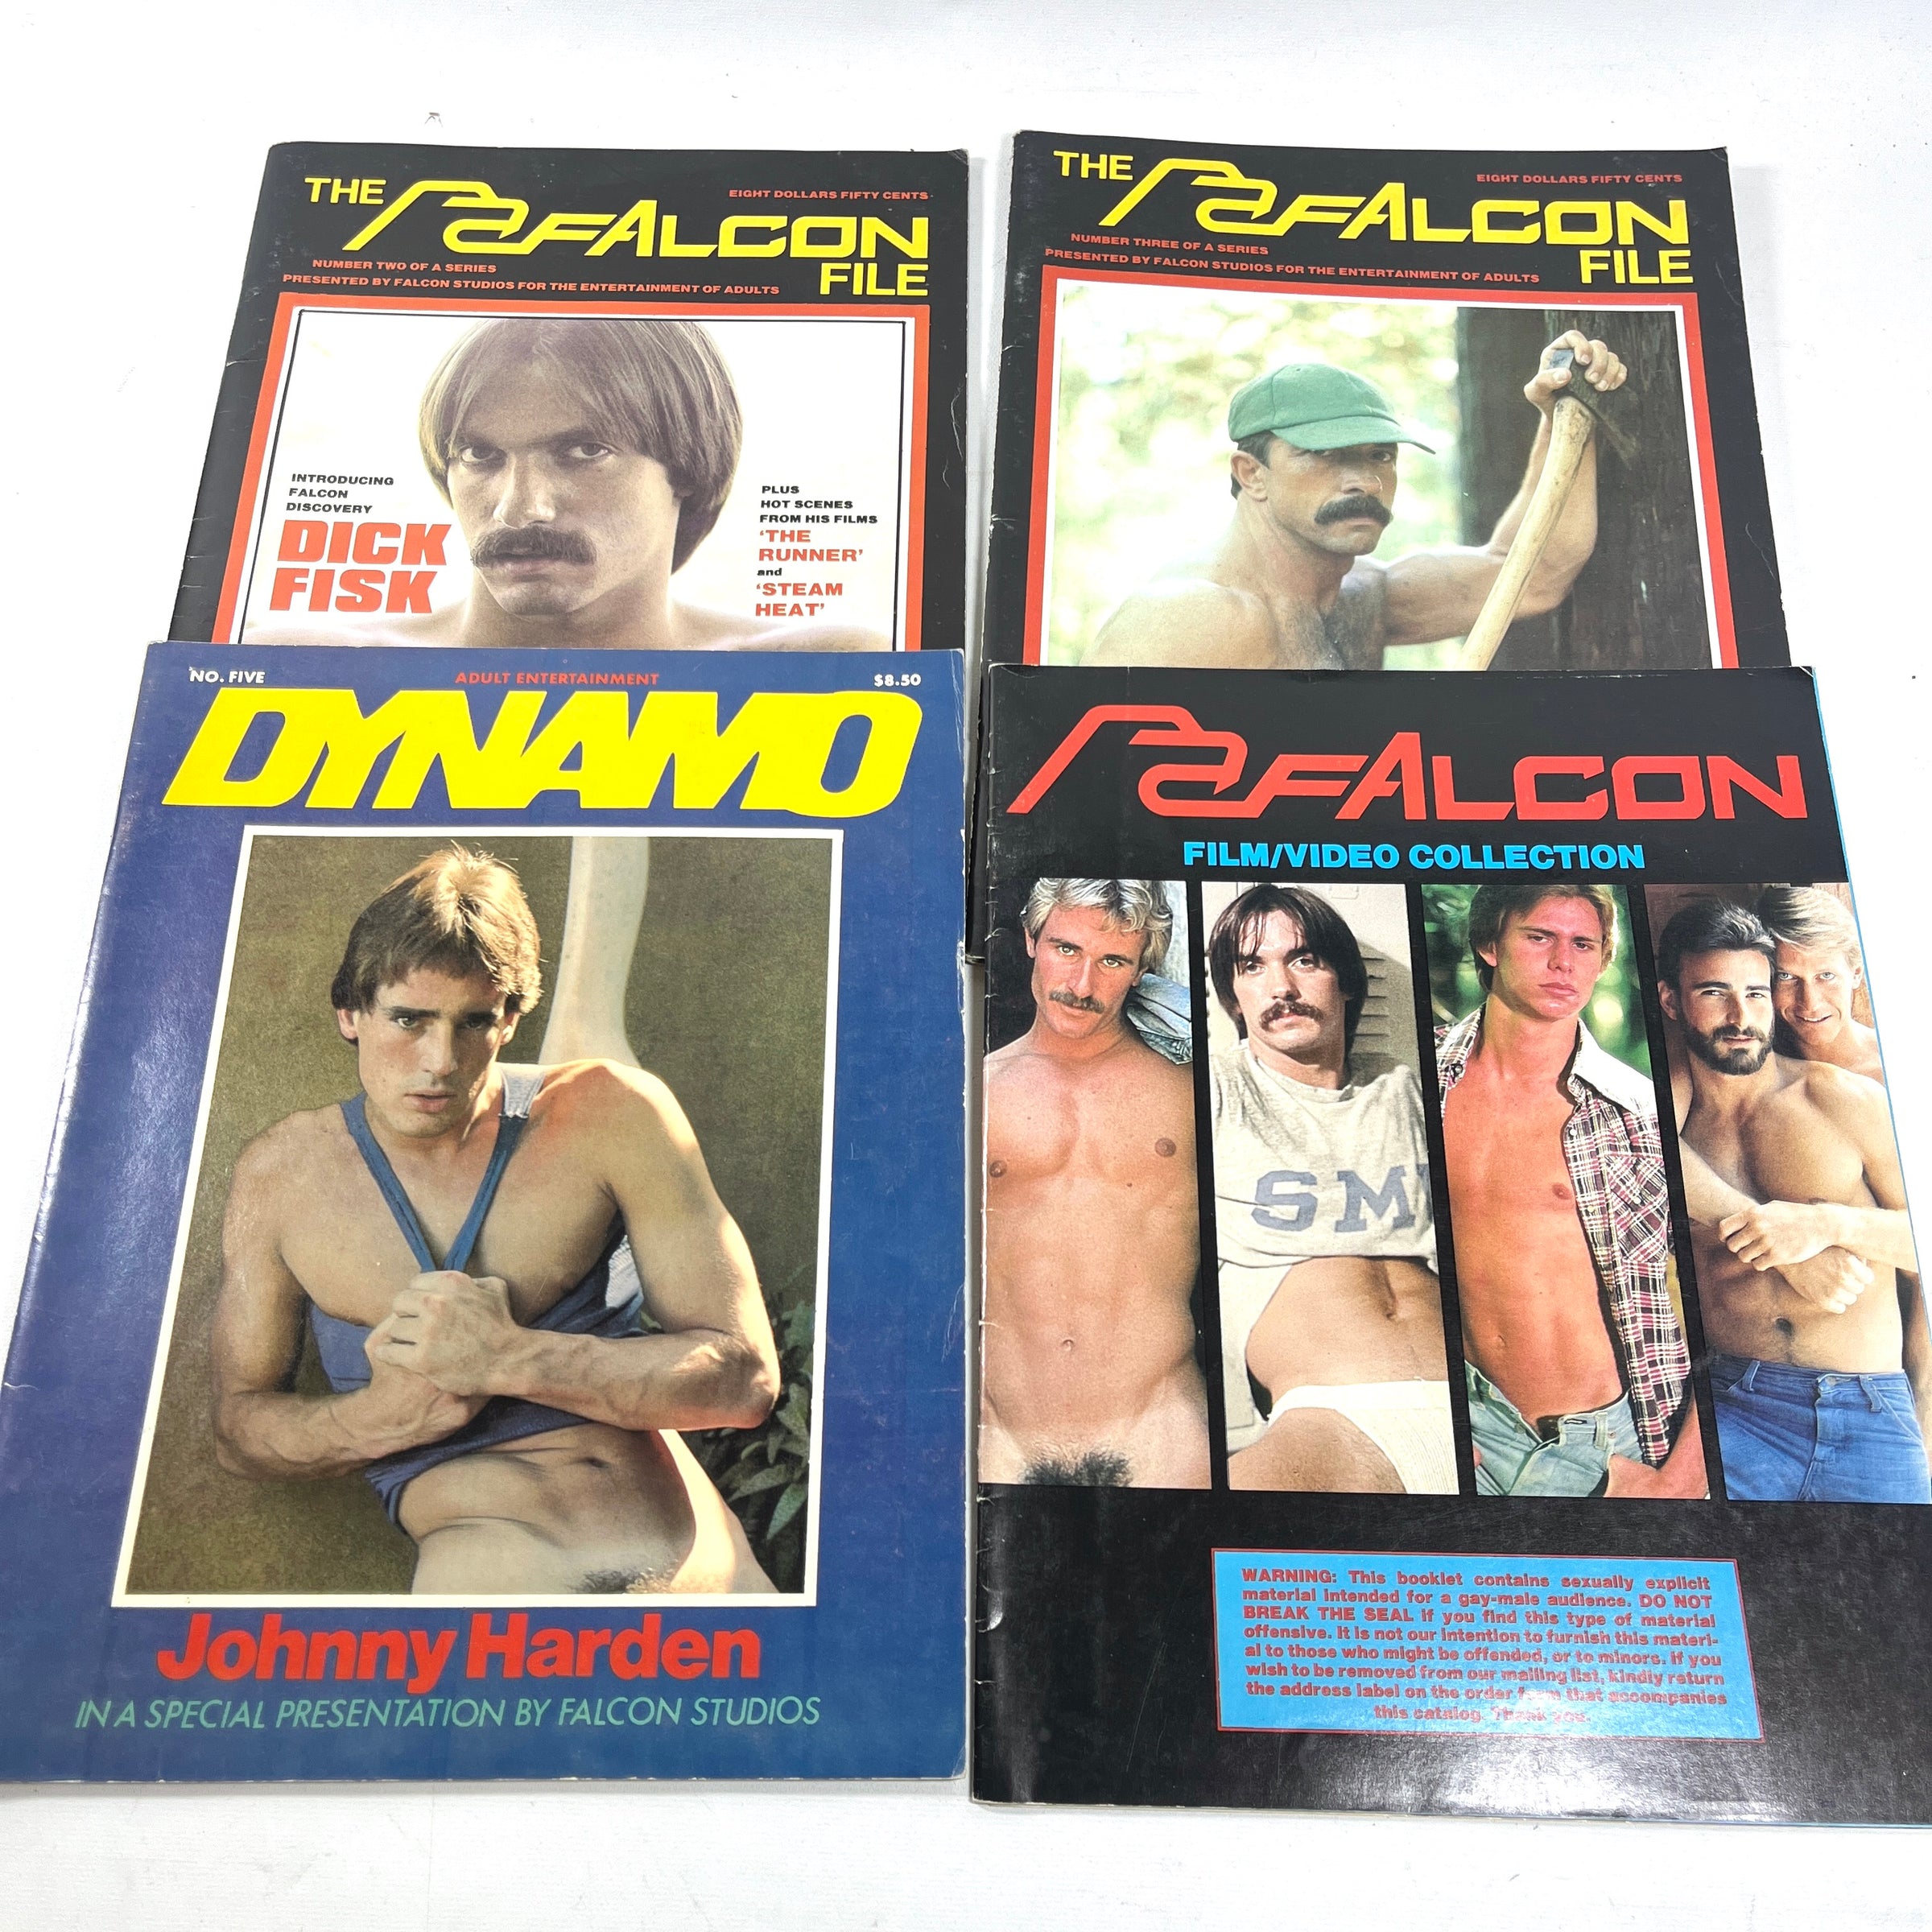 THE FALCON FILE
EIGHT DOLLARS FIFTY CENTS
NUMBER TWO OF A SERIES
PRESENTED BY FALCON STUDIOS FOR THE ENTERTAINMENT OF ADULTS
INTRODUCING
FALCON
DISCOVERY
DICK
FISK
PLUS
HOT SCENES
FROM HIS FILMS
'THE
RUNNER'
and
'STEAM
HEAT'
THE FALCON FILE
EIGHT DOLLARS FIFTY CENTS
NUMBER THREE OF A SERIES
PRESENTED BY FALCON STUDIOS FOR THE ENTERTAINMENT OF ADULTS
NO. FIVE
ADULT ENTERTAINMENT
$8.50
DYNAMO
Johnny Harden
IN A SPECIAL PRESENTATION BY FALCON STUDIOS
FALCON
FILM/VIDEO COLLECTION
SM
WARNING: This booklet contains sexually explicit
material intended for a gay-male audience. DO NOT
BREAK THE SEAL if you find this type of material
offensive. It is not our intention to furnish this materi-
al to those who might be offended, or to minors. If you
wish to be removed from our mailing list, kindly return
the address label on the order form that accompanies
this catalog. Thank you.